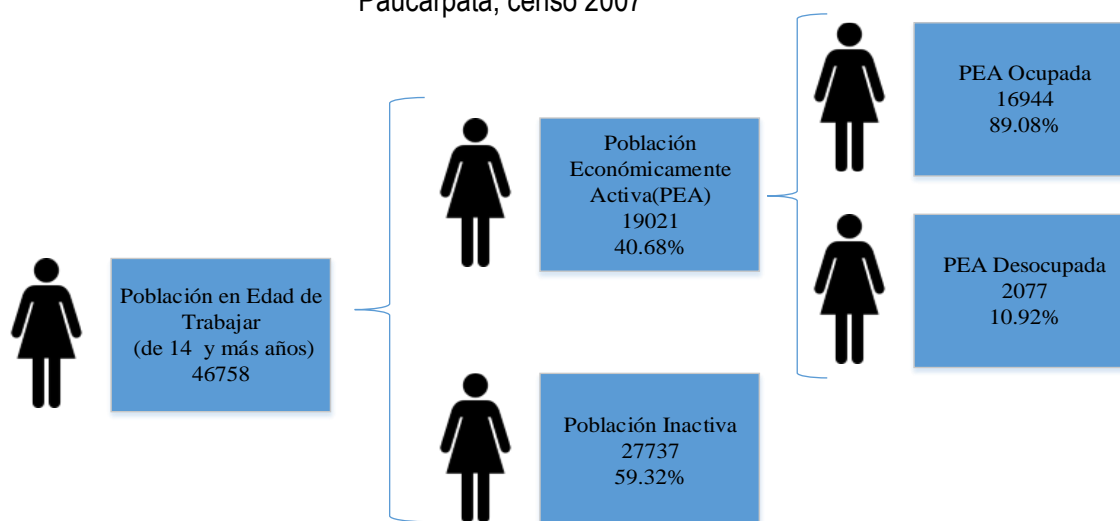 Paucarpata, censo 2007
Población en Edad de
Trabajar
(de 14 y más años)
46758
Población
Económicamente
Activa(PEA)
19021
40.68%
Población Inactiva
27737
59.32%
PEA Ocupada
16944
89.08%
PEA Desocupada
2077
10.92%